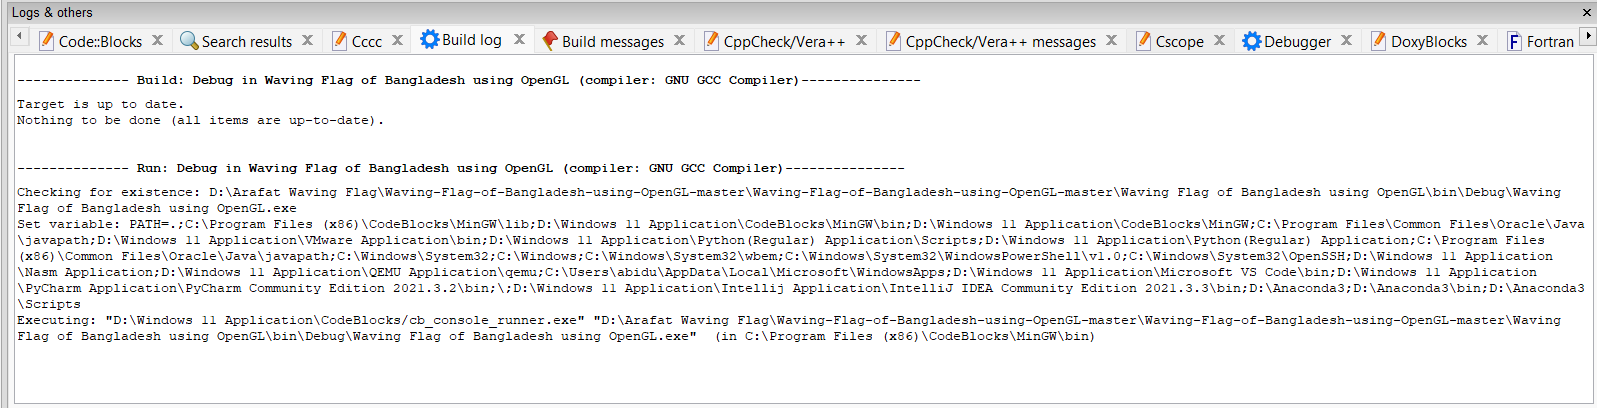 Logs & others
Code::Blocks
Search results
Cccc
Build log
Build messages
CppCheck/Vera++
CppCheck/Vera++ messages
Cscope
Debugger
DoxyBlocks
Fortran
-------------- Build: Debug in Waving Flag of Bangladesh using OpenGL (compiler: GNU GCC Compiler)---------------
Target is up to date.
Nothing to be done (all items are up-to-date).
-------------- Run: Debug in Waving Flag of Bangladesh using OpenGL (compiler: GNU GCC Compiler)---------------
Checking for existence: D:\Arafat Waving Flag\Waving-Flag-of-Bangladesh-using-OpenGL-master\Waving-Flag-of-Bangladesh-using-OpenGL-master\Waving Flag of Bangladesh using OpenGL\bin\Debug\Waving
Flag of Bangladesh using OpenGL.exe
Set variable: PATH=.;C:\Program Files (x86)\CodeBlocks\MinGW\lib;D:\Windows 11 Application\CodeBlocks\MinGW\bin;D:\Windows 11 Application\CodeBlocks\MinGW;C:\Program Files\Common Files\Oracle\Java
\javapath;D:\Windows 11 Application\VMware Application\bin;D:\Windows 11 Application\Python(Regular) Application\Scripts;D:\Windows 11 Application\Python(Regular) Application;C:\Program Files
(x86)\Common Files\Oracle\Java\javapath;C:\Windows\System32;C:\Windows;C:\Windows\System32\wbem;C:\Windows\System32\WindowsPowerShell\v1.0;C:\Windows\System32\OpenSSH;D:\Windows 11 Application
\Nasm Application;D:\Windows 11 Application\QEMU Application\qemu;C:\Users\abidu\AppData\Local\Microsoft\WindowsApps;D:\Windows 11 Application\Microsoft VS Code\bin;D:\Windows 11 Application
\PyCharm Application\PyCharm Community Edition 2021.3.2\bin;\;D:\Windows 11 Application\Intellij Application\IntelliJ IDEA Community Edition 2021.3.3\bin;D:\Anaconda3;D:\Anaconda3\bin;D:\Anaconda3
\Scripts
Executing: "D:\Windows 11 Application\CodeBlocks/cb_console_runner.exe" "D:\Arafat Waving Flag\Waving-Flag-of-Bangladesh-using-OpenGL-master\Waving-Flag-of-Bangladesh-using-OpenGL-master\Waving
Flag of Bangladesh using OpenGL\bin\Debug\Waving Flag of Bangladesh using OpenGL.exe"  (in C:\Program Files (x86)\CodeBlocks\MinGW\bin)